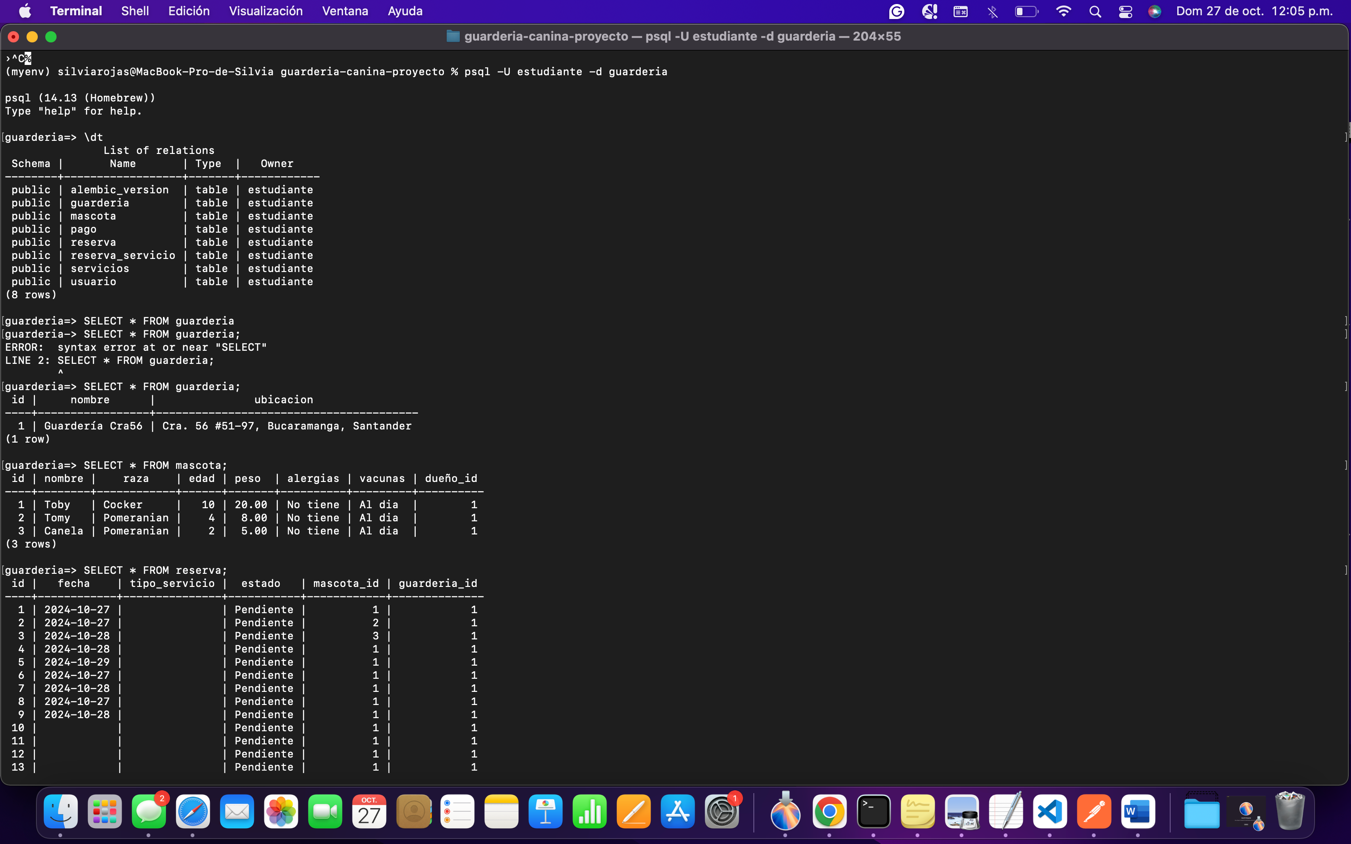 Terminal Shell Edición Visualización Ventana Ayuda Dom 27 de oct. 12:05 p.m.
guarderia-canina-proyecto — psql -U estudiante -d guarderia — 204×55
›^C%
(myenv) silviarojas@MacBook-Pro-de-Silvia guarderia-canina-proyecto % psql -U estudiante -d guarderia
psql (14.13 (Homebrew))
Type "help" for help.
[guarderia=> \dt ]
List of relations
Schema | Name | Type | Owner
--------+------------------+-------+------------
public | alembic_version | table | estudiante
public | guarderia | table | estudiante
public | mascota | table | estudiante
public | pago | table | estudiante
public | reserva | table | estudiante
public | reserva_servicio | table | estudiante
public | servicios | table | estudiante
public | usuario | table | estudiante
(8 rows)
[guarderia=> SELECT * FROM guarderia ]
[guarderia-> SELECT * FROM guarderia; ]
ERROR:  syntax error at or near "SELECT"
LINE 2: SELECT * FROM guarderia;
^
[guarderia=> SELECT * FROM guarderia; ]
id | nombre | ubicacion
----+-----------------+-----------------------------------------
1 | Guardería Cra56 | Cra. 56 #51-97, Bucaramanga, Santander
(1 row)
[guarderia=> SELECT * FROM mascota; ]
id | nombre | raza | edad | peso | alergias | vacunas | dueño_id
----+--------+------------+------+-------+----------+---------+----------
1 | Toby | Cocker | 10 | 20.00 | No tiene | Al dia | 1
2 | Tomy | Pomeranian | 4 | 8.00 | No tiene | Al dia | 1
3 | Canela | Pomeranian | 2 | 5.00 | No tiene | Al dia | 1
(3 rows)
[guarderia=> SELECT * FROM reserva; ]
id | fecha | tipo_servicio | estado | mascota_id | guarderia_id
----+------------+---------------+-----------+------------+--------------
1 | 2024-10-27 | | Pendiente | 1 | 1
2 | 2024-10-27 | | Pendiente | 2 | 1
3 | 2024-10-28 | | Pendiente | 3 | 1
4 | 2024-10-28 | | Pendiente | 1 | 1
5 | 2024-10-29 | | Pendiente | 1 | 1
6 | 2024-10-27 | | Pendiente | 1 | 1
7 | 2024-10-28 | | Pendiente | 1 | 1
8 | 2024-10-27 | | Pendiente | 1 | 1
9 | 2024-10-28 | | Pendiente | 1 | 1
10 | | | Pendiente | 1 | 1
11 | | | Pendiente | 1 | 1
12 | | | Pendiente | 1 | 1
13 | | | Pendiente | 1 | 1
2
OCT.
27
1